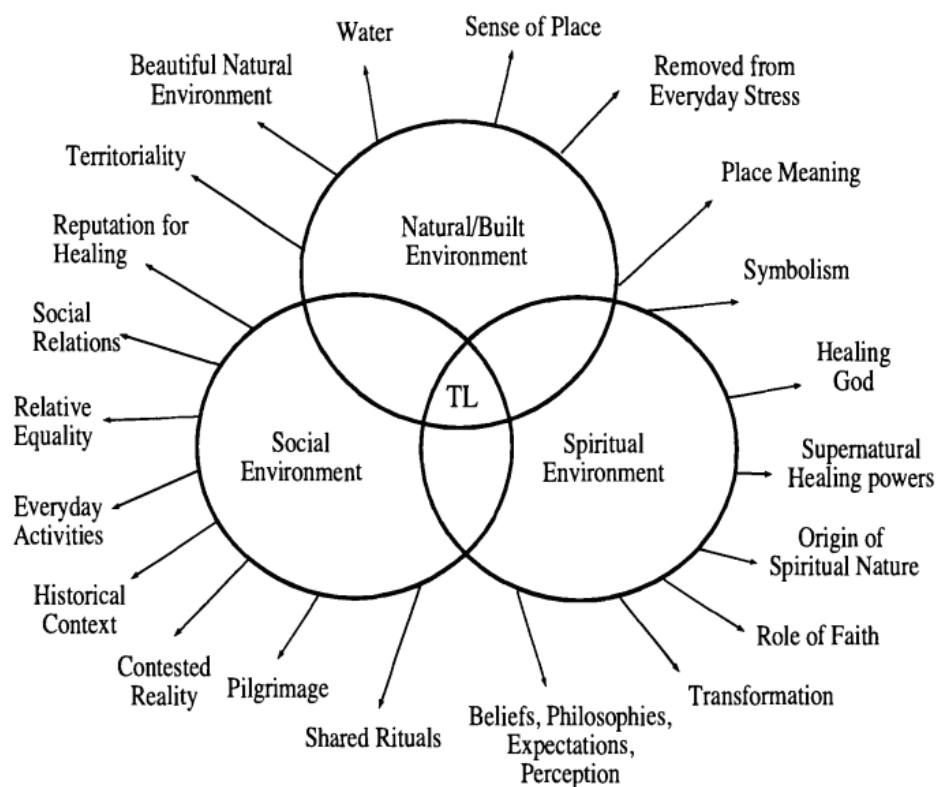 Water
Sense of Place
Beautiful Natural
Environment
Removed from
Everyday Stress
Territoriality
Place Meaning
Reputation for
Healing
Natural/Built
Environment
Symbolism
Social
Relations
Healing
God
TL
Relative
Equality
Social
Environment
Spiritual
Environment
Supernatural
Healing powers
Everyday
Activities
Origin of
Spiritual Nature
Historical
Context
Role of Faith
Contested
Reality
Pilgrimage
Transformation
Shared Rituals
Beliefs, Philosophies,
Expectations,
Perception